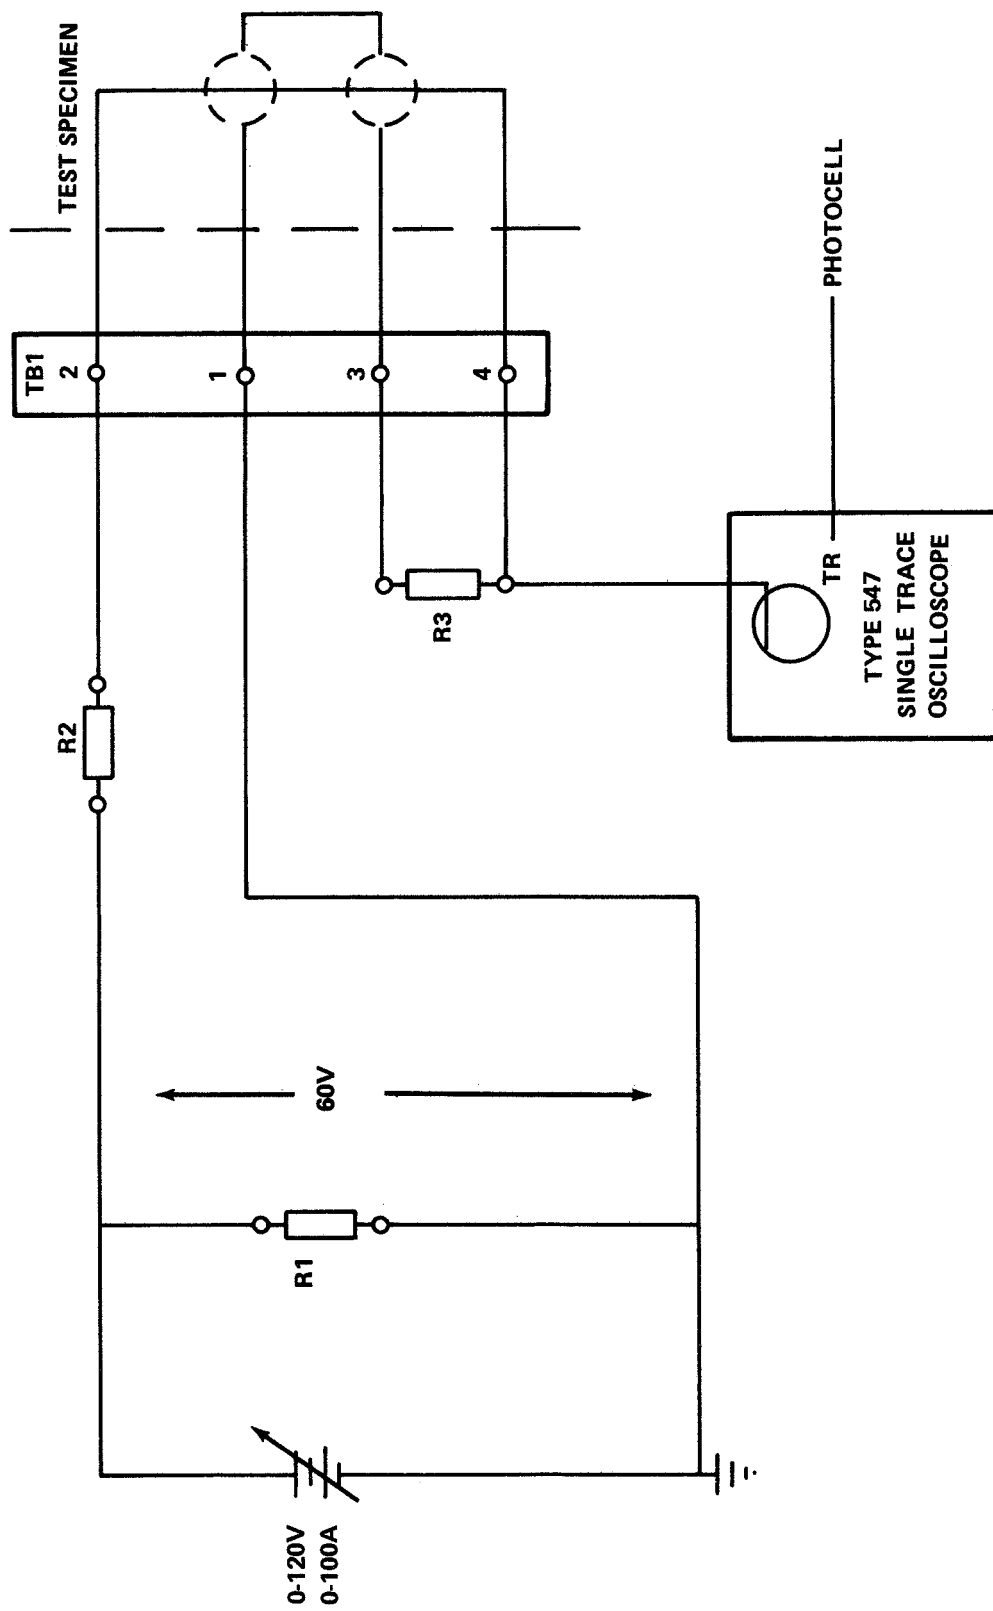 0-120V
0-100A
R1
60V
R2
R3
TB1
2
1
3
4
TEST SPECIMEN
TR
TYPE 547
SINGLE TRACE
OSCILLOSCOPE
PHOTOCELL